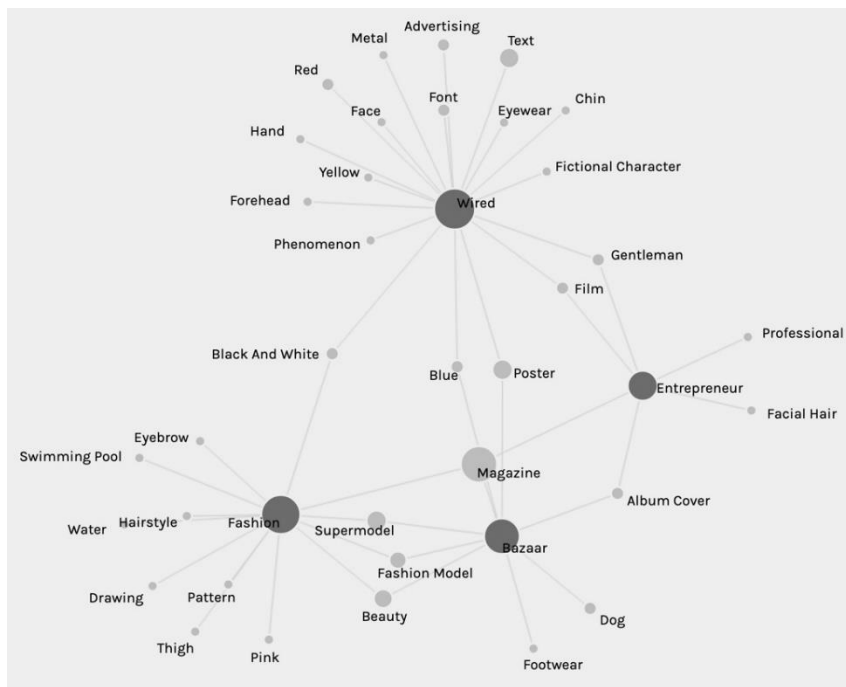 Advertising
Metal
Text
Red
Font
Chin
Face
Eyewear
Hand
Fictional Character
Yellow
Forehead
Wired
Phenomenon
Gentleman
Film
Professional
Black And White
Blue
Poster
Entrepreneur
Facial Hair
Eyebrow
Swimming Pool
Magazine
Album Cover
Water
Hairstyle
Fashion
Supermodel
Bazaar
Fashion Model
Drawing
Pattern
Beauty
Dog
Thigh
Pink
Footwear